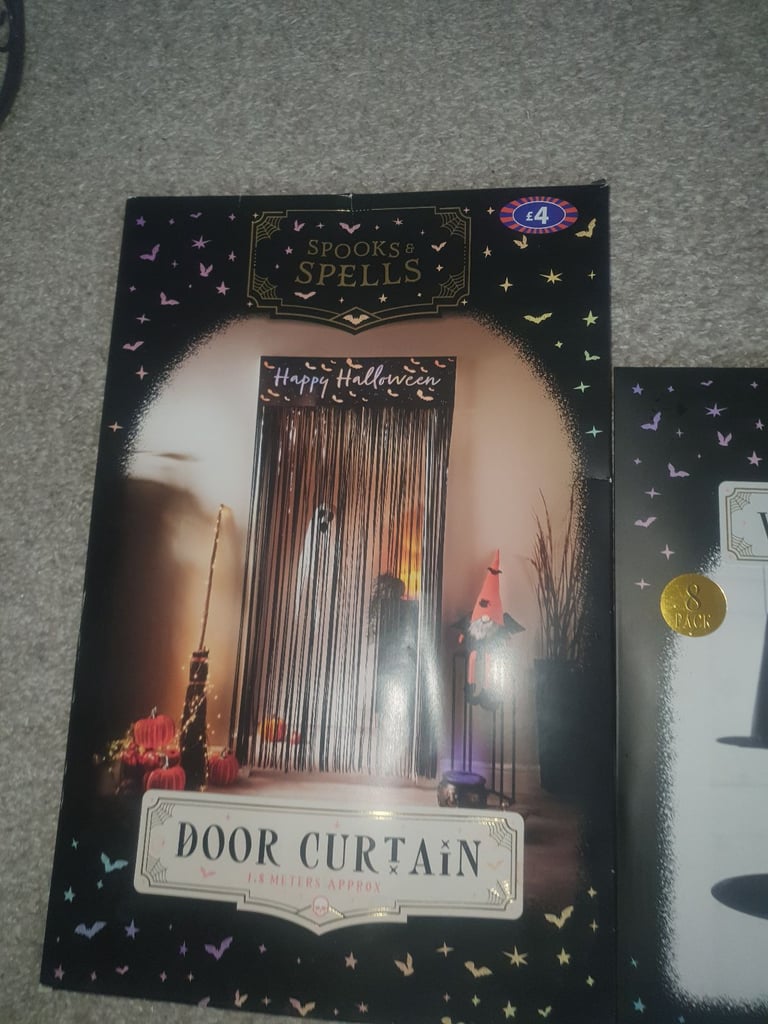 £4
SPOOKS &
SPELLS
Happy Halloween
8
PACK
DOOR CURTAIN
1.8 METERS APPROX